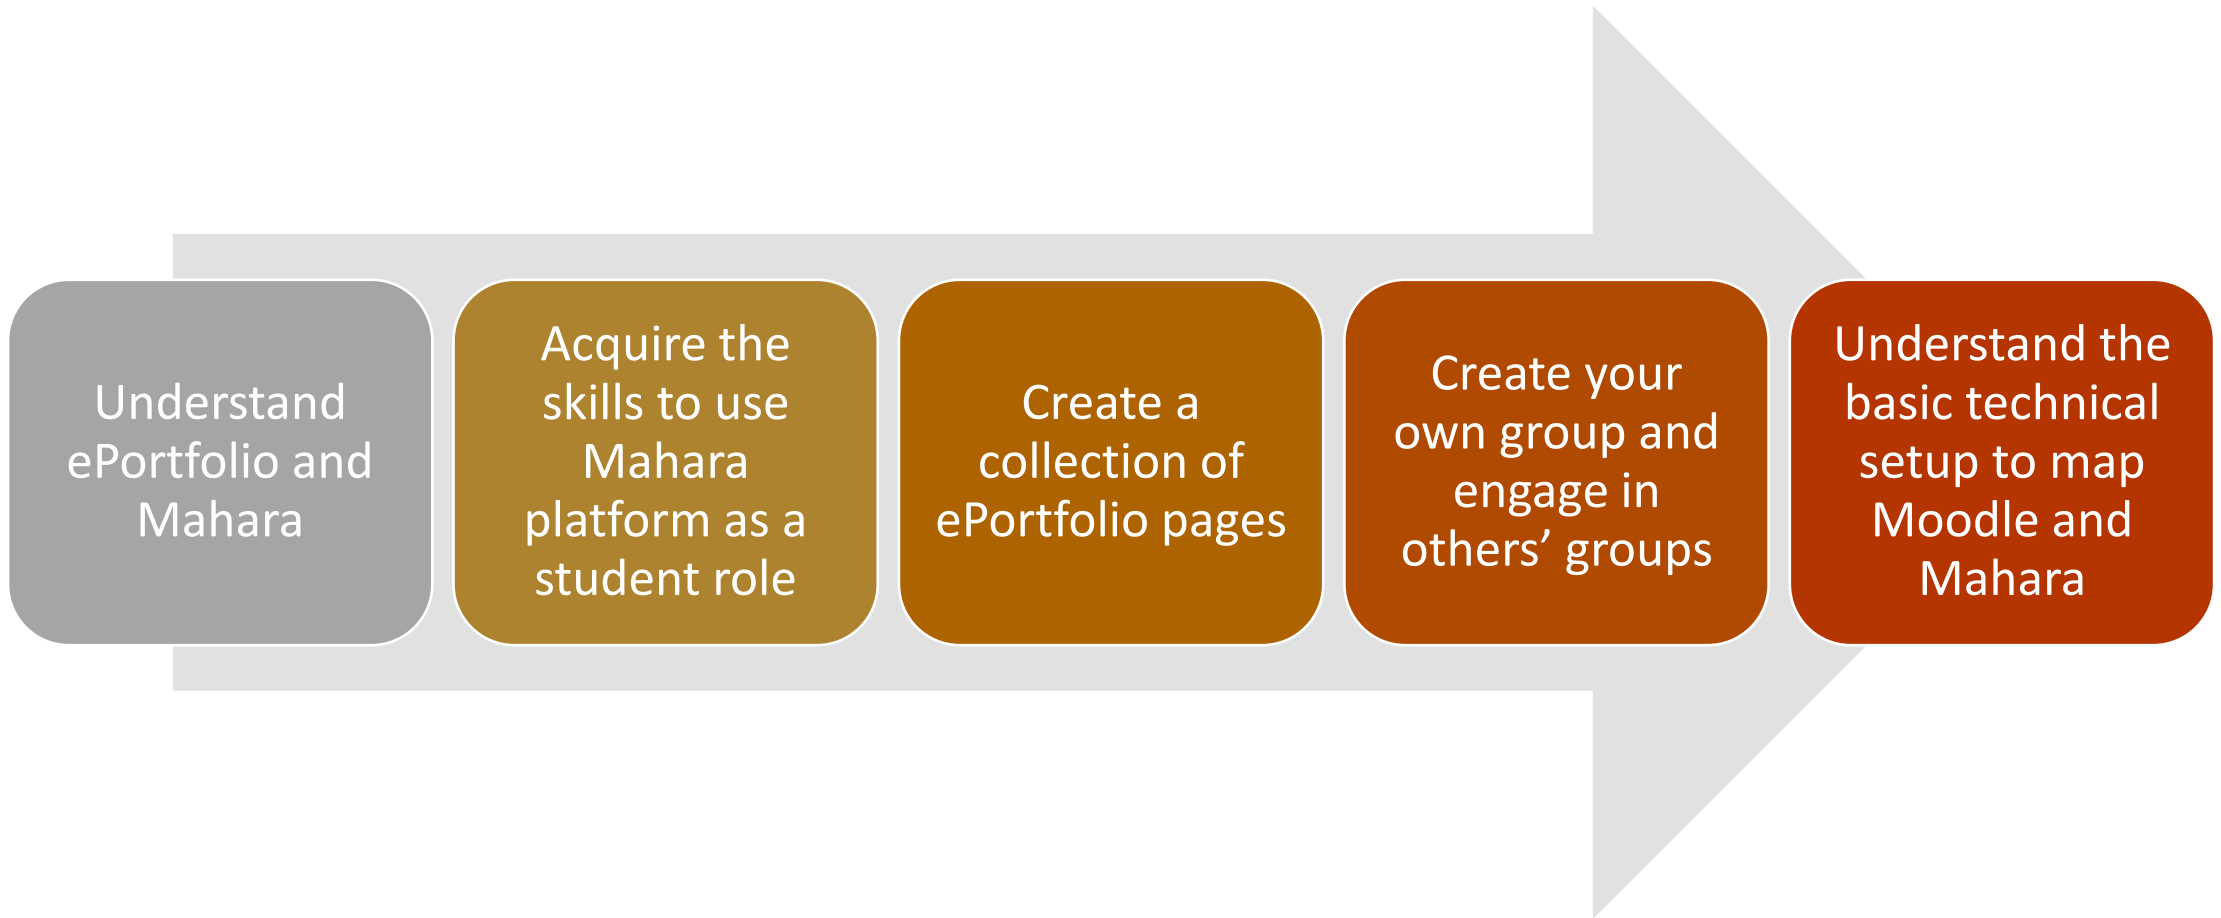 Understand
ePortfolio and
Mahara
Acquire the
skills to use
Mahara
platform as a
student role
Create a
collection of
ePortfolio pages
Create your
own group and
engage in
others’ groups
Understand the
basic technical
setup to map
Moodle and
Mahara